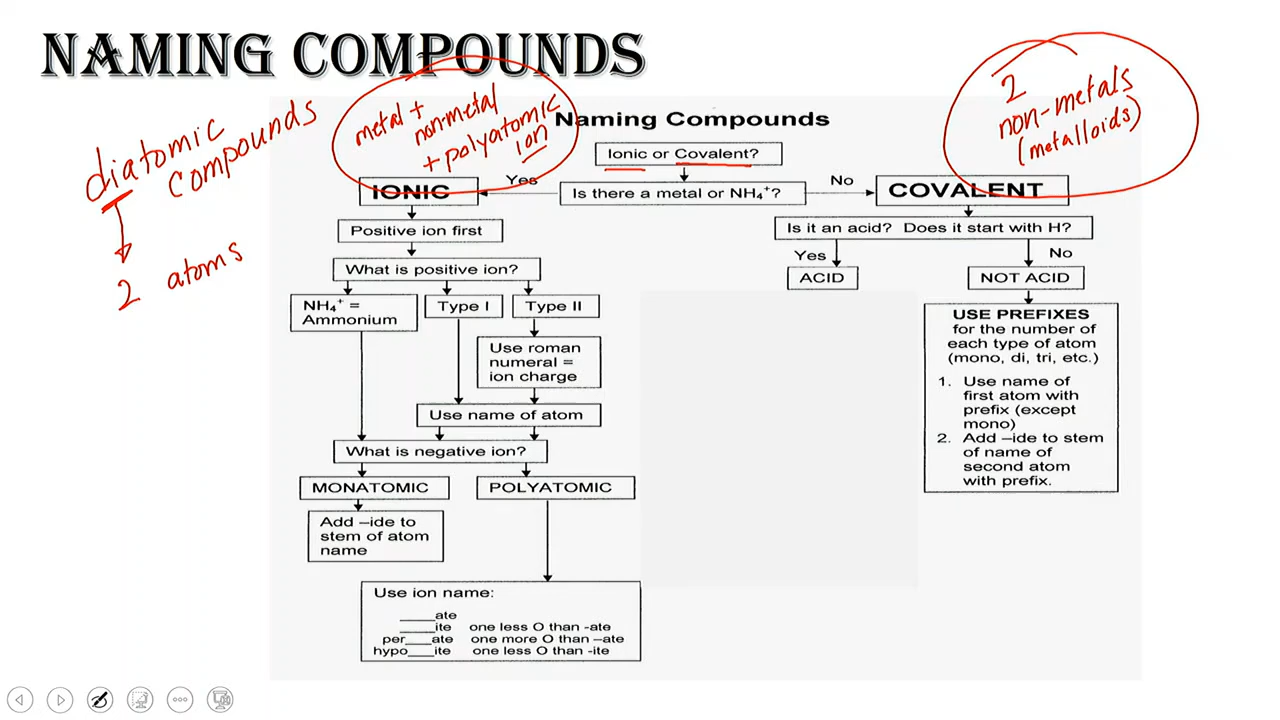 NAMING COMPOUNDS
diatomic
compounds
2 atoms
metal +
non-metal
+ polyatomic
ion
2
non-metals
(metalloids)
Naming Compounds
Ionic or Covalent?
IONIC
Yes
Is there a metal or NH₄⁺?
No
COVALENT
Positive ion first
Is it an acid? Does it start with H?
What is positive ion?
Yes
No
ACID
NOT ACID
NH₄⁺ =
Ammonium
Type I
Type II
Use roman
numeral =
ion charge
Use name of atom
What is negative ion?
MONATOMIC
POLYATOMIC
Add –ide to
stem of atom
name
Use ion name:
_____ate
____ite one less O than -ate
per___ate one more O than –ate
hypo___ite one less O than -ite
USE PREFIXES
for the number of
each type of atom
(mono, di, tri, etc.)
1. Use name of
first atom with
prefix (except
mono)
2. Add –ide to stem
of name of
second atom
with prefix.